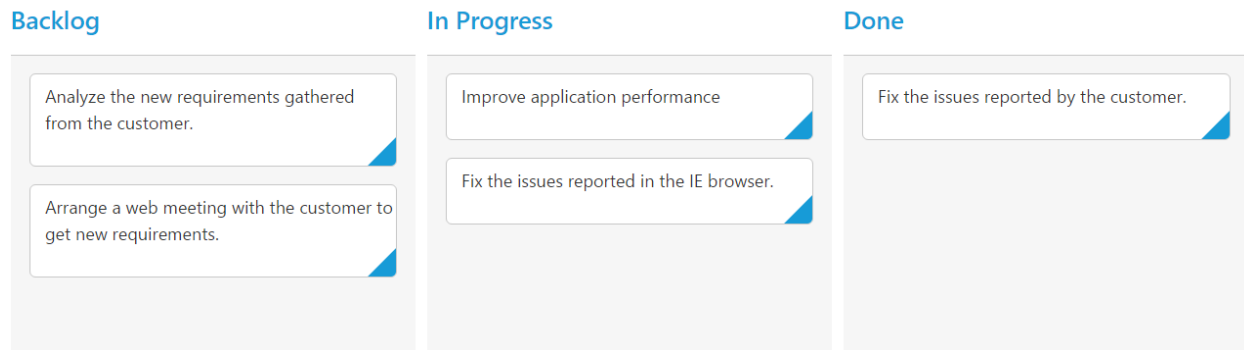 Backlog
Analyze the new requirements gathered
from the customer.
Arrange a web meeting with the customer to
get new requirements.
In Progress
Improve application performance
Fix the issues reported in the IE browser.
Done
Fix the issues reported by the customer.